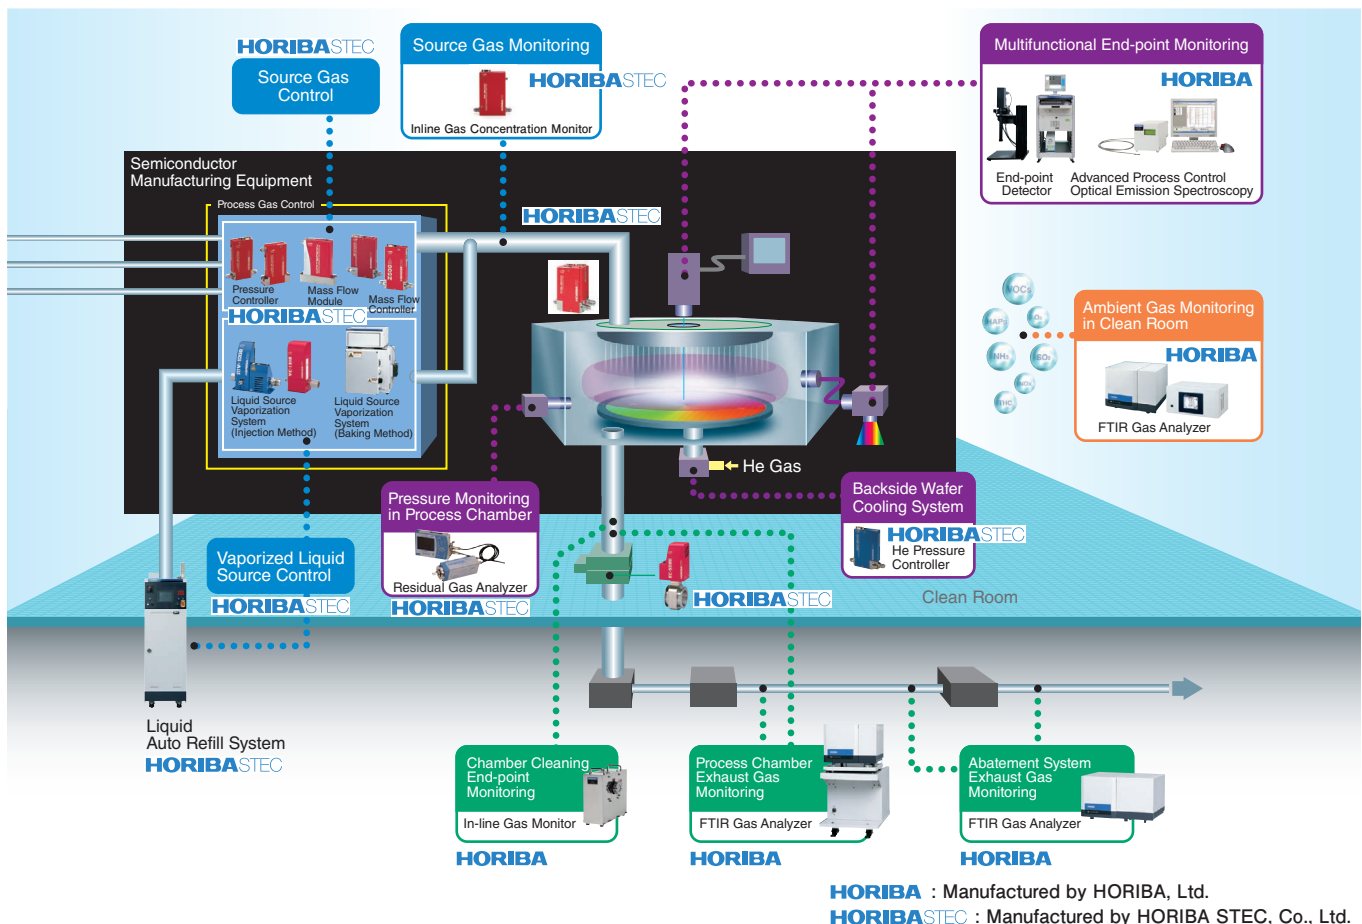 HORIBASTEC
Source Gas
Control
Source Gas Monitoring
HORIBASTEC
Inline Gas Concentration Monitor
Multifunctional End-point Monitoring
HORIBA
End-point
Detector
Advanced Process Control
Optical Emission Spectroscopy
Semiconductor
Manufacturing Equipment
Process Gas Control
Pressure
Controller
Mass Flow
Module
Mass Flow
Controller
HORIBASTEC
HORIBASTEC
Liquid Source
Vaporization
System
(Injection Method)
Liquid Source
Vaporization
System
(Baking Method)
VOCs
HAPs
O₂
NH₃
SO₂
NOx
THC
Ambient Gas Monitoring
in Clean Room
HORIBA
FTIR Gas Analyzer
He Gas
Pressure Monitoring
in Process Chamber
Residual Gas Analyzer
HORIBASTEC
Backside Wafer
Cooling System
HORIBASTEC
He Pressure
Controller
Clean Room
Vaporized Liquid
Source Control
HORIBASTEC
HORIBASTEC
Liquid
Auto Refill System
HORIBASTEC
Chamber Cleaning
End-point
Monitoring
In-line Gas Monitor
HORIBA
Process Chamber
Exhaust Gas
Monitoring
FTIR Gas Analyzer
HORIBA
Abatement System
Exhaust Gas
Monitoring
FTIR Gas Analyzer
HORIBA
HORIBA : Manufactured by HORIBA, Ltd.
HORIBASTEC : Manufactured by HORIBA STEC, Co., Ltd.